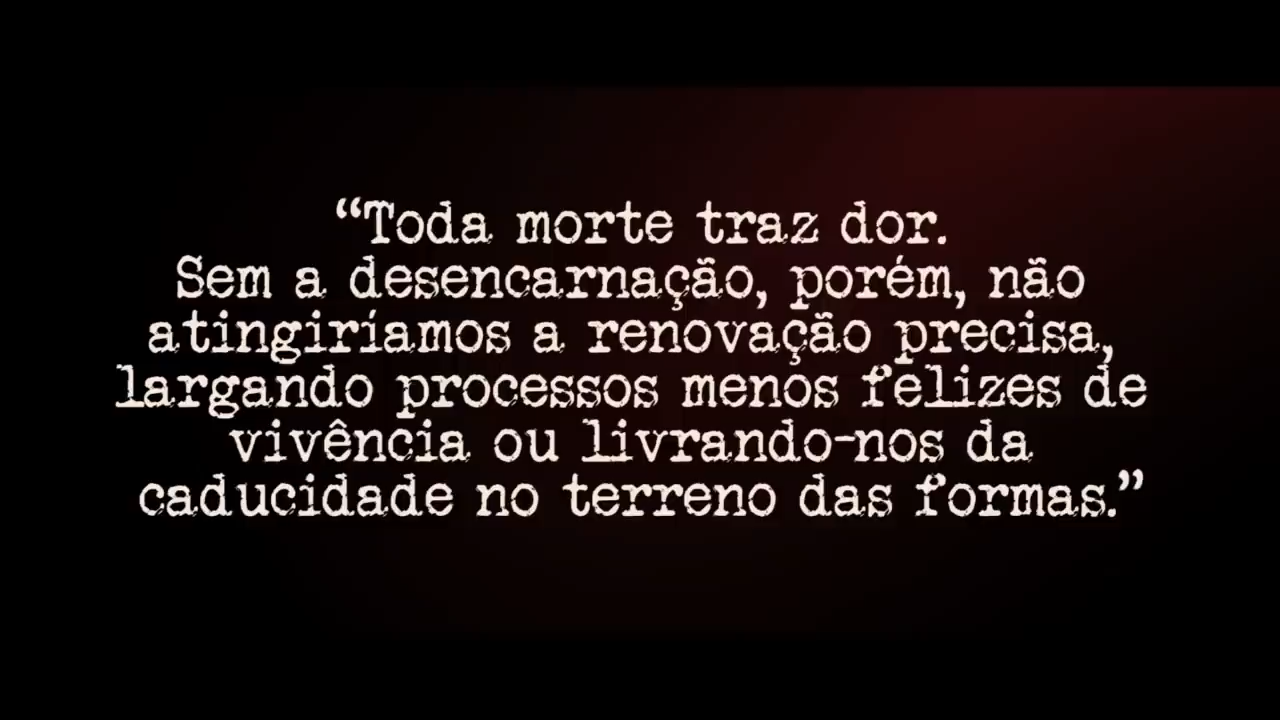 “Toda morte traz dor.
Sem a desencarnação, porém, não
atingiríamos a renovação precisa,
largando processos menos felizes de
vivência ou livrando-nos da
caducidade no terreno das formas.”